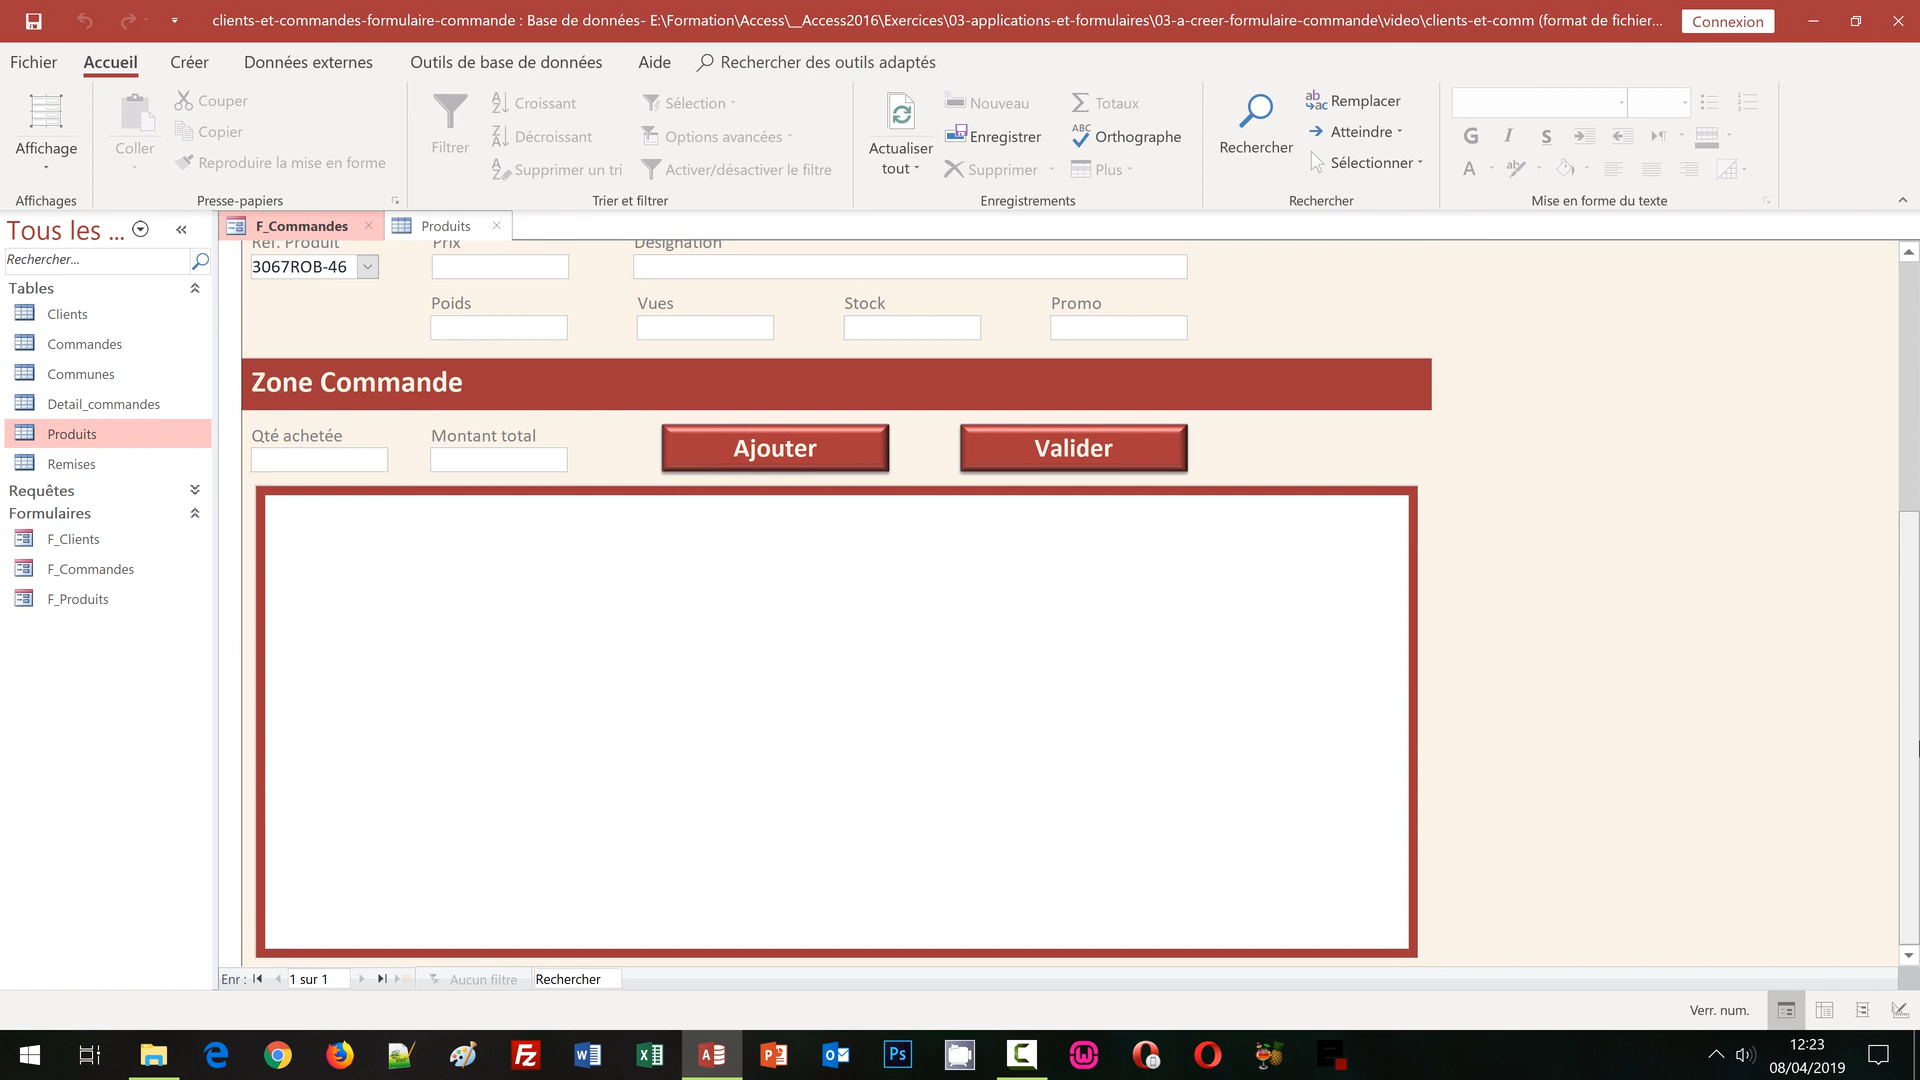 clients-et-commandes-formulaire-commande : Base de données- E:\Formation\Access\__Access2016\Exercices\03-applications-et-formulaires\03-a-creer-formulaire-commande\video\clients-et-comm (format de fichier...
Connexion
Fichier Accueil Créer Données externes Outils de base de données Aide Rechercher des outils adaptés
Affichage
Affichages
Coller
Couper
Copier
Reproduire la mise en forme
Presse-papiers
Filtrer
Croissant
Décroissant
Supprimer un tri
Sélection
Options avancées
Activer/désactiver le filtre
Trier et filtrer
Actualiser
tout
Nouveau
Enregistrer
Supprimer
Totaux
Orthographe
Plus
Enregistrements
Rechercher
Remplacer
Atteindre
Sélectionner
Rechercher
G I S
A
Mise en forme du texte
Tous les ...
Rechercher...
Tables
Clients
Commandes
Communes
Detail_commandes
Produits
Remises
Requêtes
Formulaires
F_Clients
F_Commandes
F_Produits
F_Commandes
Produits
Réf. Produit Prix Désignation
3067ROB-46
Poids Vues Stock Promo
Zone Commande
Qté achetée Montant total
Ajouter
Valider
Enr : 1 sur 1 Aucun filtre Rechercher
Verr. num.
12:23
08/04/2019